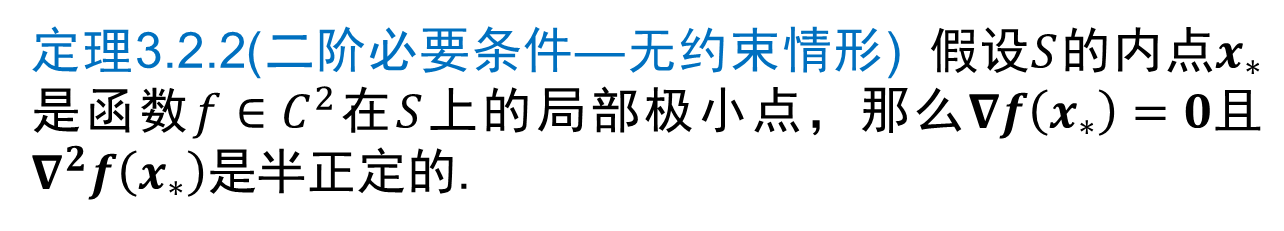 定理3.2.2(二阶必要条件—无约束情形) 假设𝑆的内点𝒙∗
是函数𝑓 ∈ 𝐶²在𝑆上的局部极小点，那么𝛁𝒇(𝒙∗) = 𝟎且
𝛁²𝒇(𝒙∗)是半正定的.